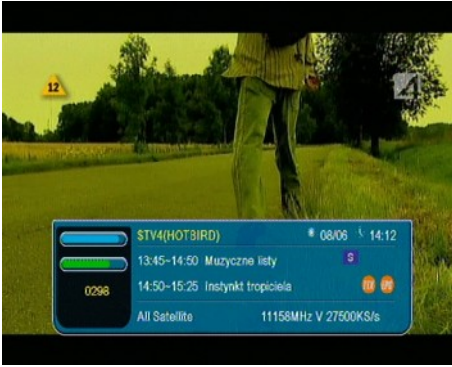 12
4
$TV4(HOTBIRD) 08/06 14:12
13:45~14:50 Muzyczne listy S
14:50~15:25 Instynkt tropiciela TXT EPG
0298
All Satellite 11158MHz V 27500KS/s